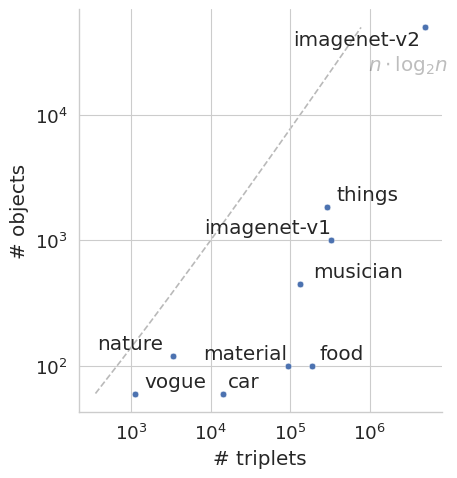 imagenet-v2
n · log₂n
10⁴
things
imagenet-v1
10³
musician
nature
material
food
10²
vogue
car
10³
10⁴
10⁵
10⁶
# triplets
# objects